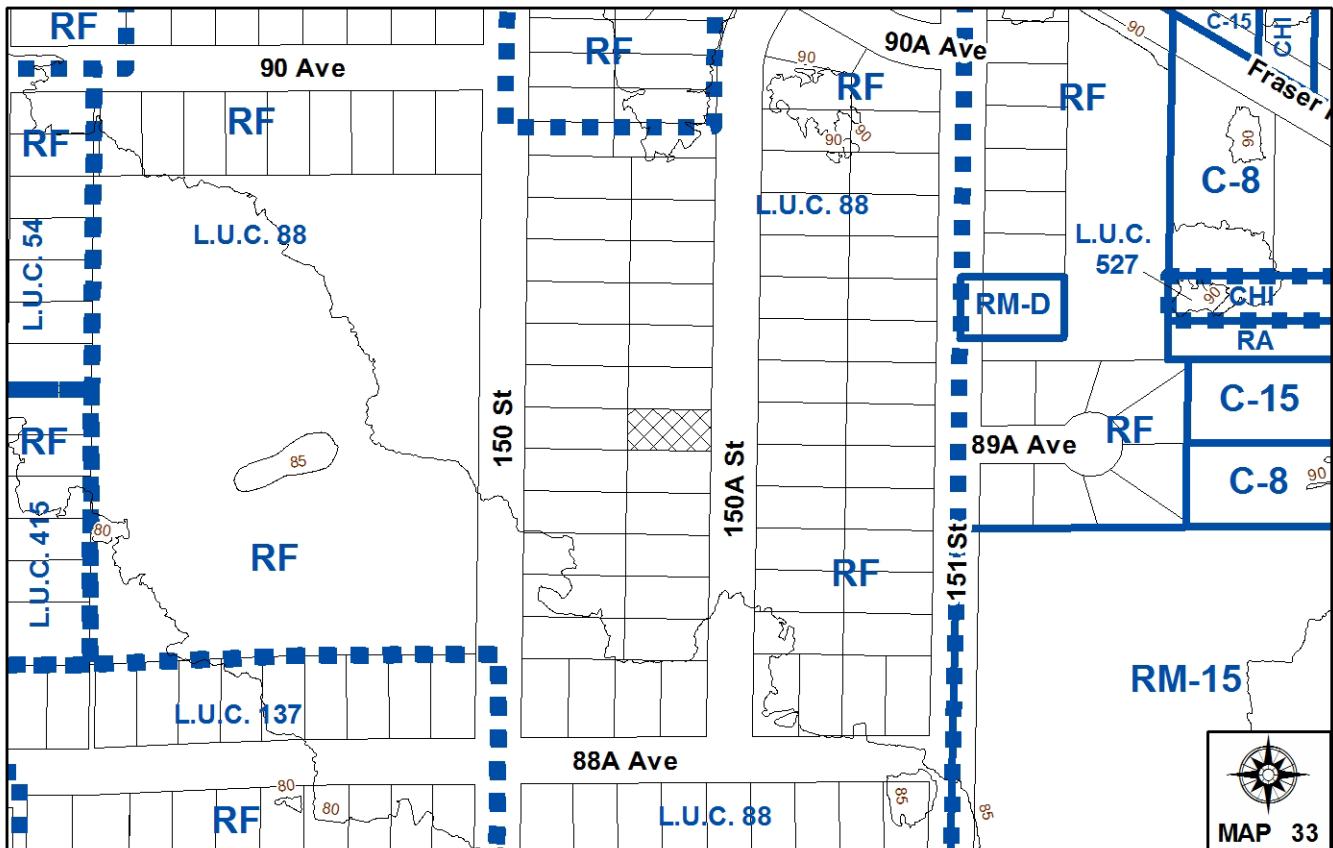 RF
90 Ave
RF
90A Ave
C-15
CHI
90
Fraser
RF
RF
90
RF
RF
90
90
90
C-8
L.U.C. 54
L.U.C. 88
L.U.C. 88
L.U.C.
527
90
CHI
RM-D
RA
150 St
C-15
RF
85
150A St
89A Ave
RF
C-8
90
L.U.C. 415
80
RF
151 St
RF
RM-15
L.U.C. 137
88A Ave
80
80
RF
L.U.C. 88
85
85
MAP 33